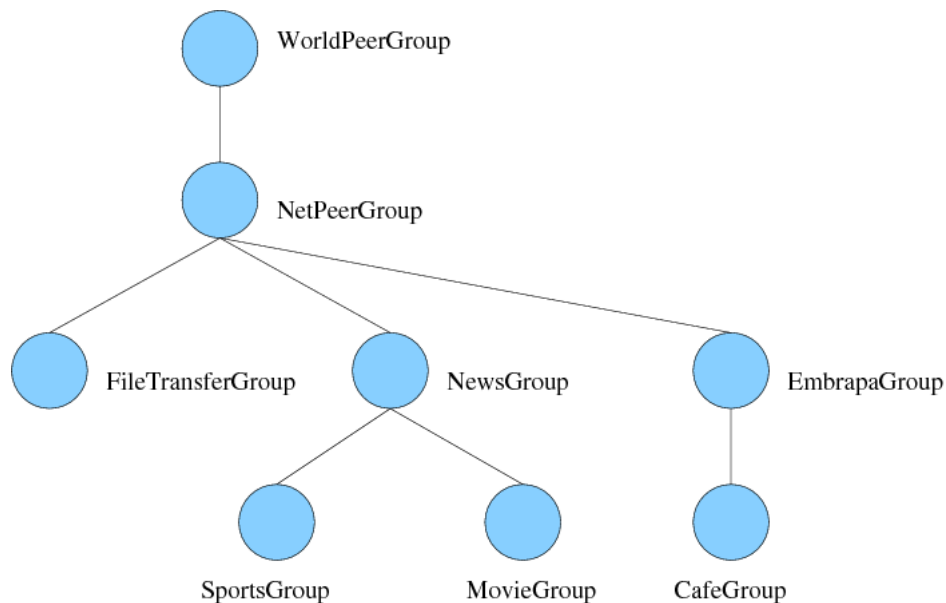 WorldPeerGroup
NetPeerGroup
FileTransferGroup
NewsGroup
EmbrapaGroup
SportsGroup
MovieGroup
CafeGroup